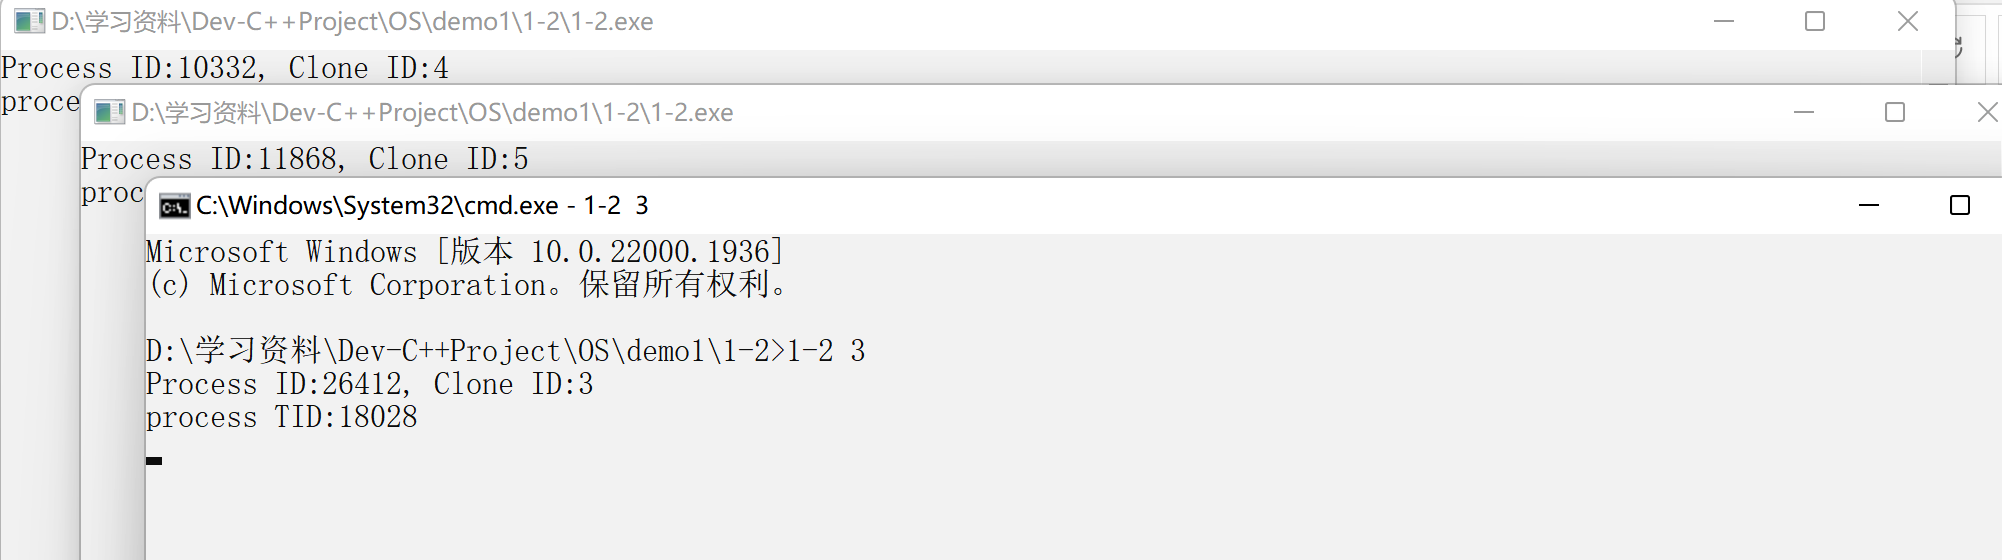 D:\学习资料\Dev-C++Project\OS\demo1\1-2\1-2.exe
Process ID:10332, Clone ID:4
proce
D:\学习资料\Dev-C++Project\OS\demo1\1-2\1-2.exe
Process ID:11868, Clone ID:5
proc
C:\Windows\System32\cmd.exe - 1-2  3
Microsoft Windows [版本 10.0.22000.1936]
(c) Microsoft Corporation。保留所有权利。
D:\学习资料\Dev-C++Project\OS\demo1\1-2>1-2 3
Process ID:26412, Clone ID:3
process TID:18028